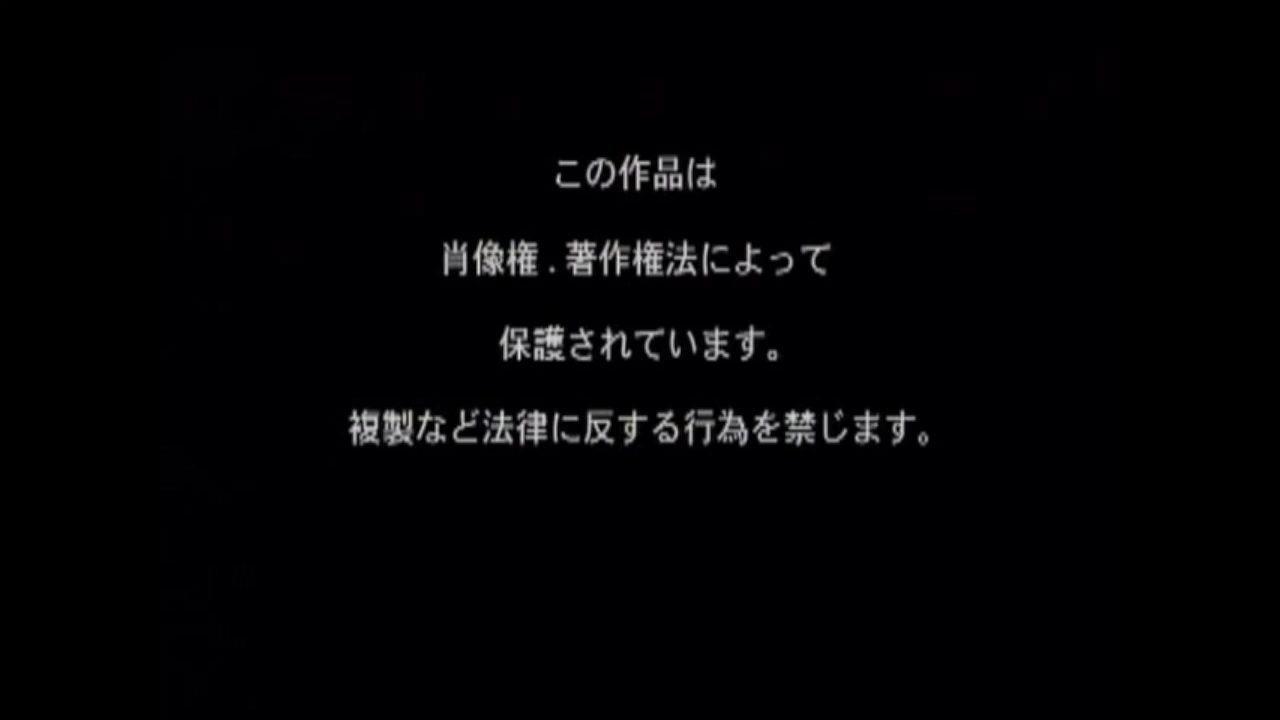 この作品は
肖像権.著作権法によって
保護されています。
複製など法律に反する行為を禁じます。